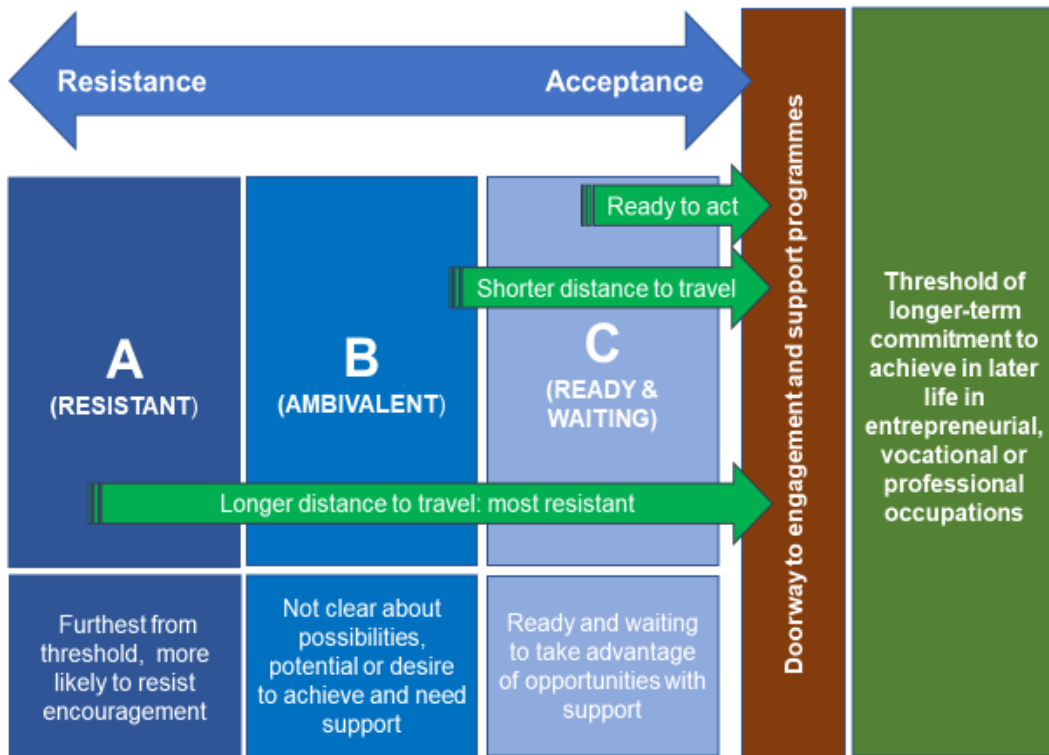 Resistance
Acceptance
Ready to act
Shorter distance to travel
A
(RESISTANT)
B
(AMBIVALENT)
C
(READY &
WAITING)
Longer distance to travel: most resistant
Furthest from
threshold, more
likely to resist
encouragement
Not clear about
possibilities,
potential or desire
to achieve and need
support
Ready and waiting
to take advantage
of opportunities with
support
Doorway to engagement and support programmes
Threshold of
longer-term
commitment to
achieve in later
life in
entrepreneurial,
vocational or
professional
occupations